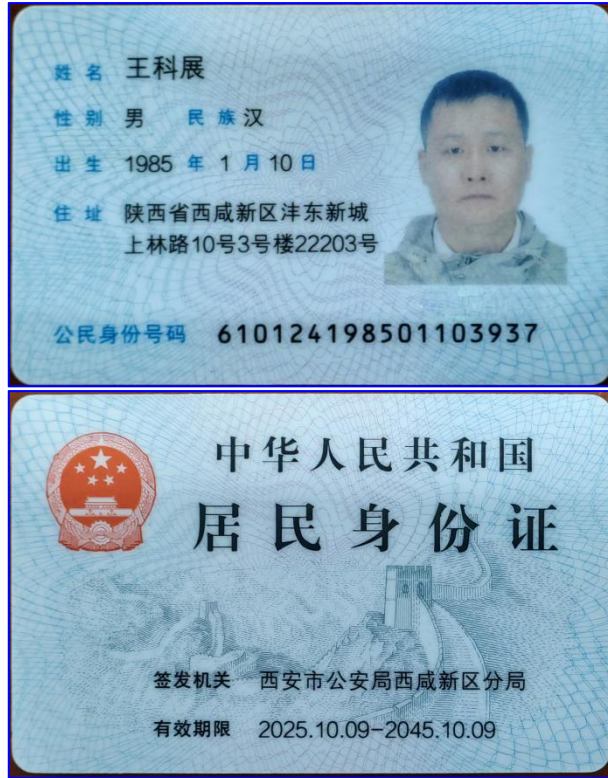 姓名 王科展
性别 男 民族 汉
出生 1985 年 1 月 10 日
住址 陕西省西咸新区沣东新城
上林路10号3号楼22203号
公民身份号码 610124198501103937
中华人民共和国
居民身份证
签发机关 西安市公安局西咸新区分局
有效期限 2025.10.09-2045.10.09